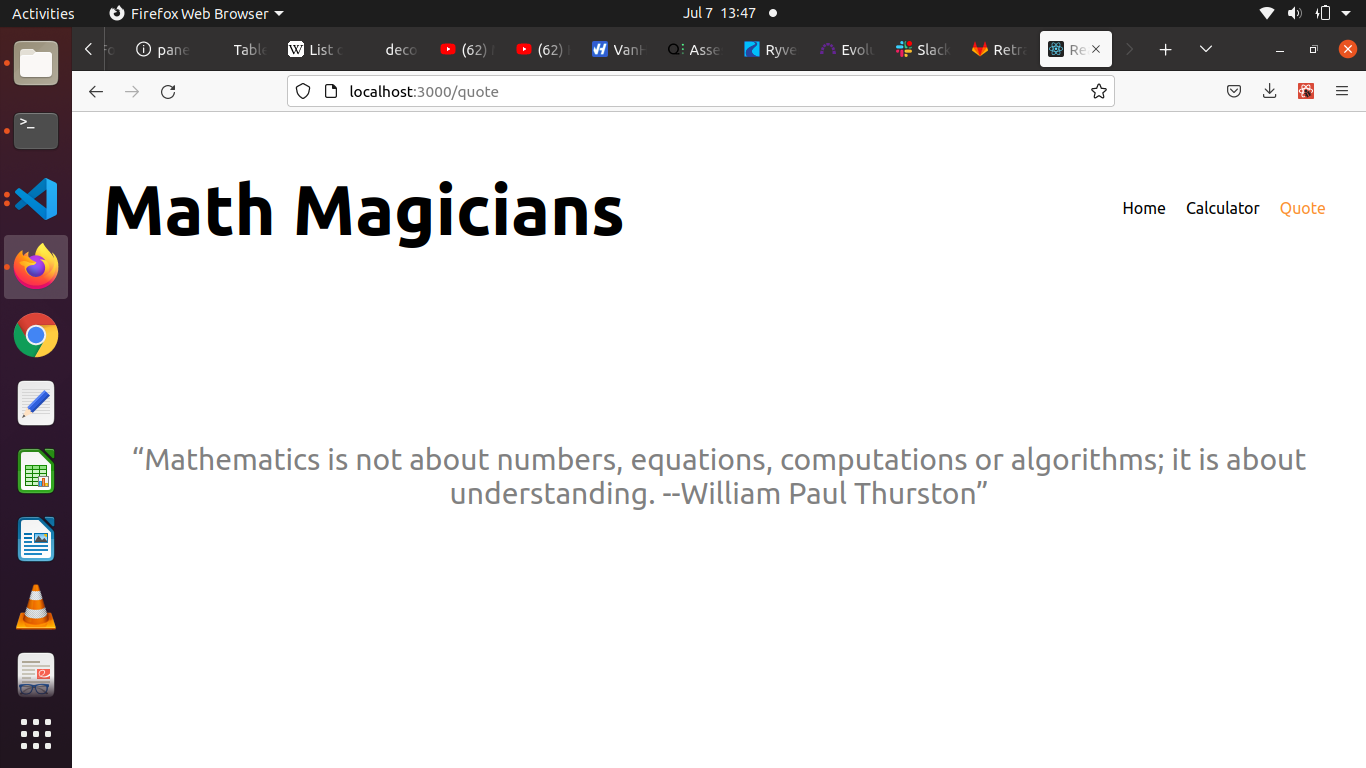 Activities Firefox Web Browser Jul 7 13:47
pane Table List deco (62) (62) VanH Asse Ryve Evolu Slack Retra Re
localhost:3000/quote
Math Magicians
Home Calculator Quote
“Mathematics is not about numbers, equations, computations or algorithms; it is about
understanding. --William Paul Thurston”